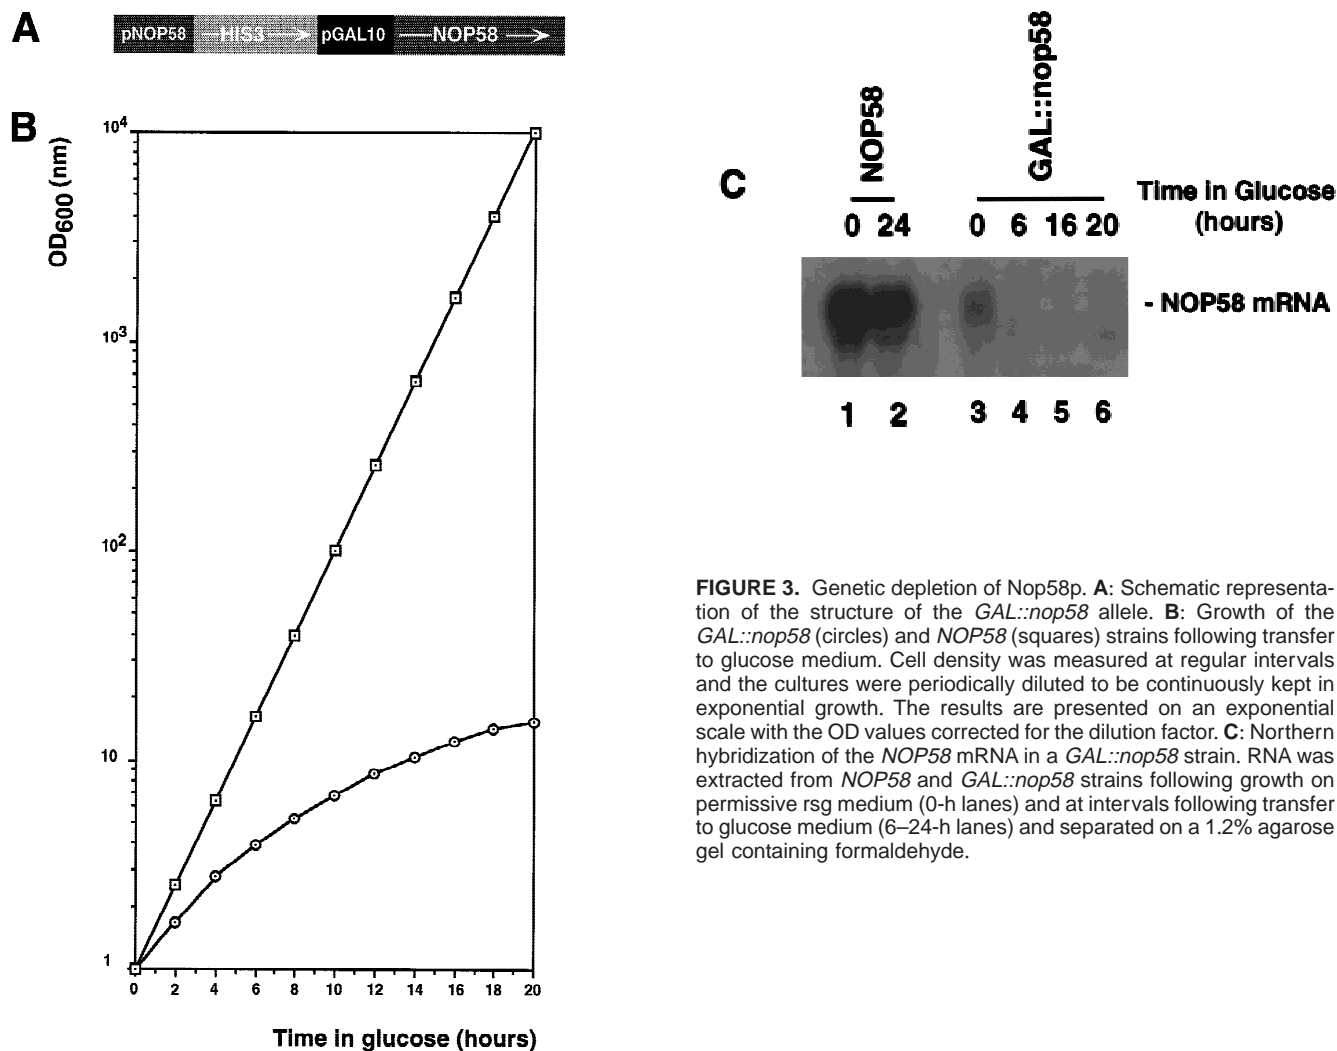 A
pNOP58 HIS3 pGAL10 NOP58
B
OD600 (nm)
10^4
10^3
10^2
10
1
0 2 4 6 8 10 12 14 16 18 20
Time in glucose (hours)
C
NOP58
GAL::nop58
Time in Glucose
(hours)
0 24 0 6 16 20
- NOP58 mRNA
1 2 3 4 5 6
FIGURE 3. Genetic depletion of Nop58p. A: Schematic representa-
tion of the structure of the GAL::nop58 allele. B: Growth of the
GAL::nop58 (circles) and NOP58 (squares) strains following transfer
to glucose medium. Cell density was measured at regular intervals
and the cultures were periodically diluted to be continuously kept in
exponential growth. The results are presented on an exponential
scale with the OD values corrected for the dilution factor. C: Northern
hybridization of the NOP58 mRNA in a GAL::nop58 strain. RNA was
extracted from NOP58 and GAL::nop58 strains following growth on
permissive rsg medium (0-h lanes) and at intervals following transfer
to glucose medium (6–24-h lanes) and separated on a 1.2% agarose
gel containing formaldehyde.